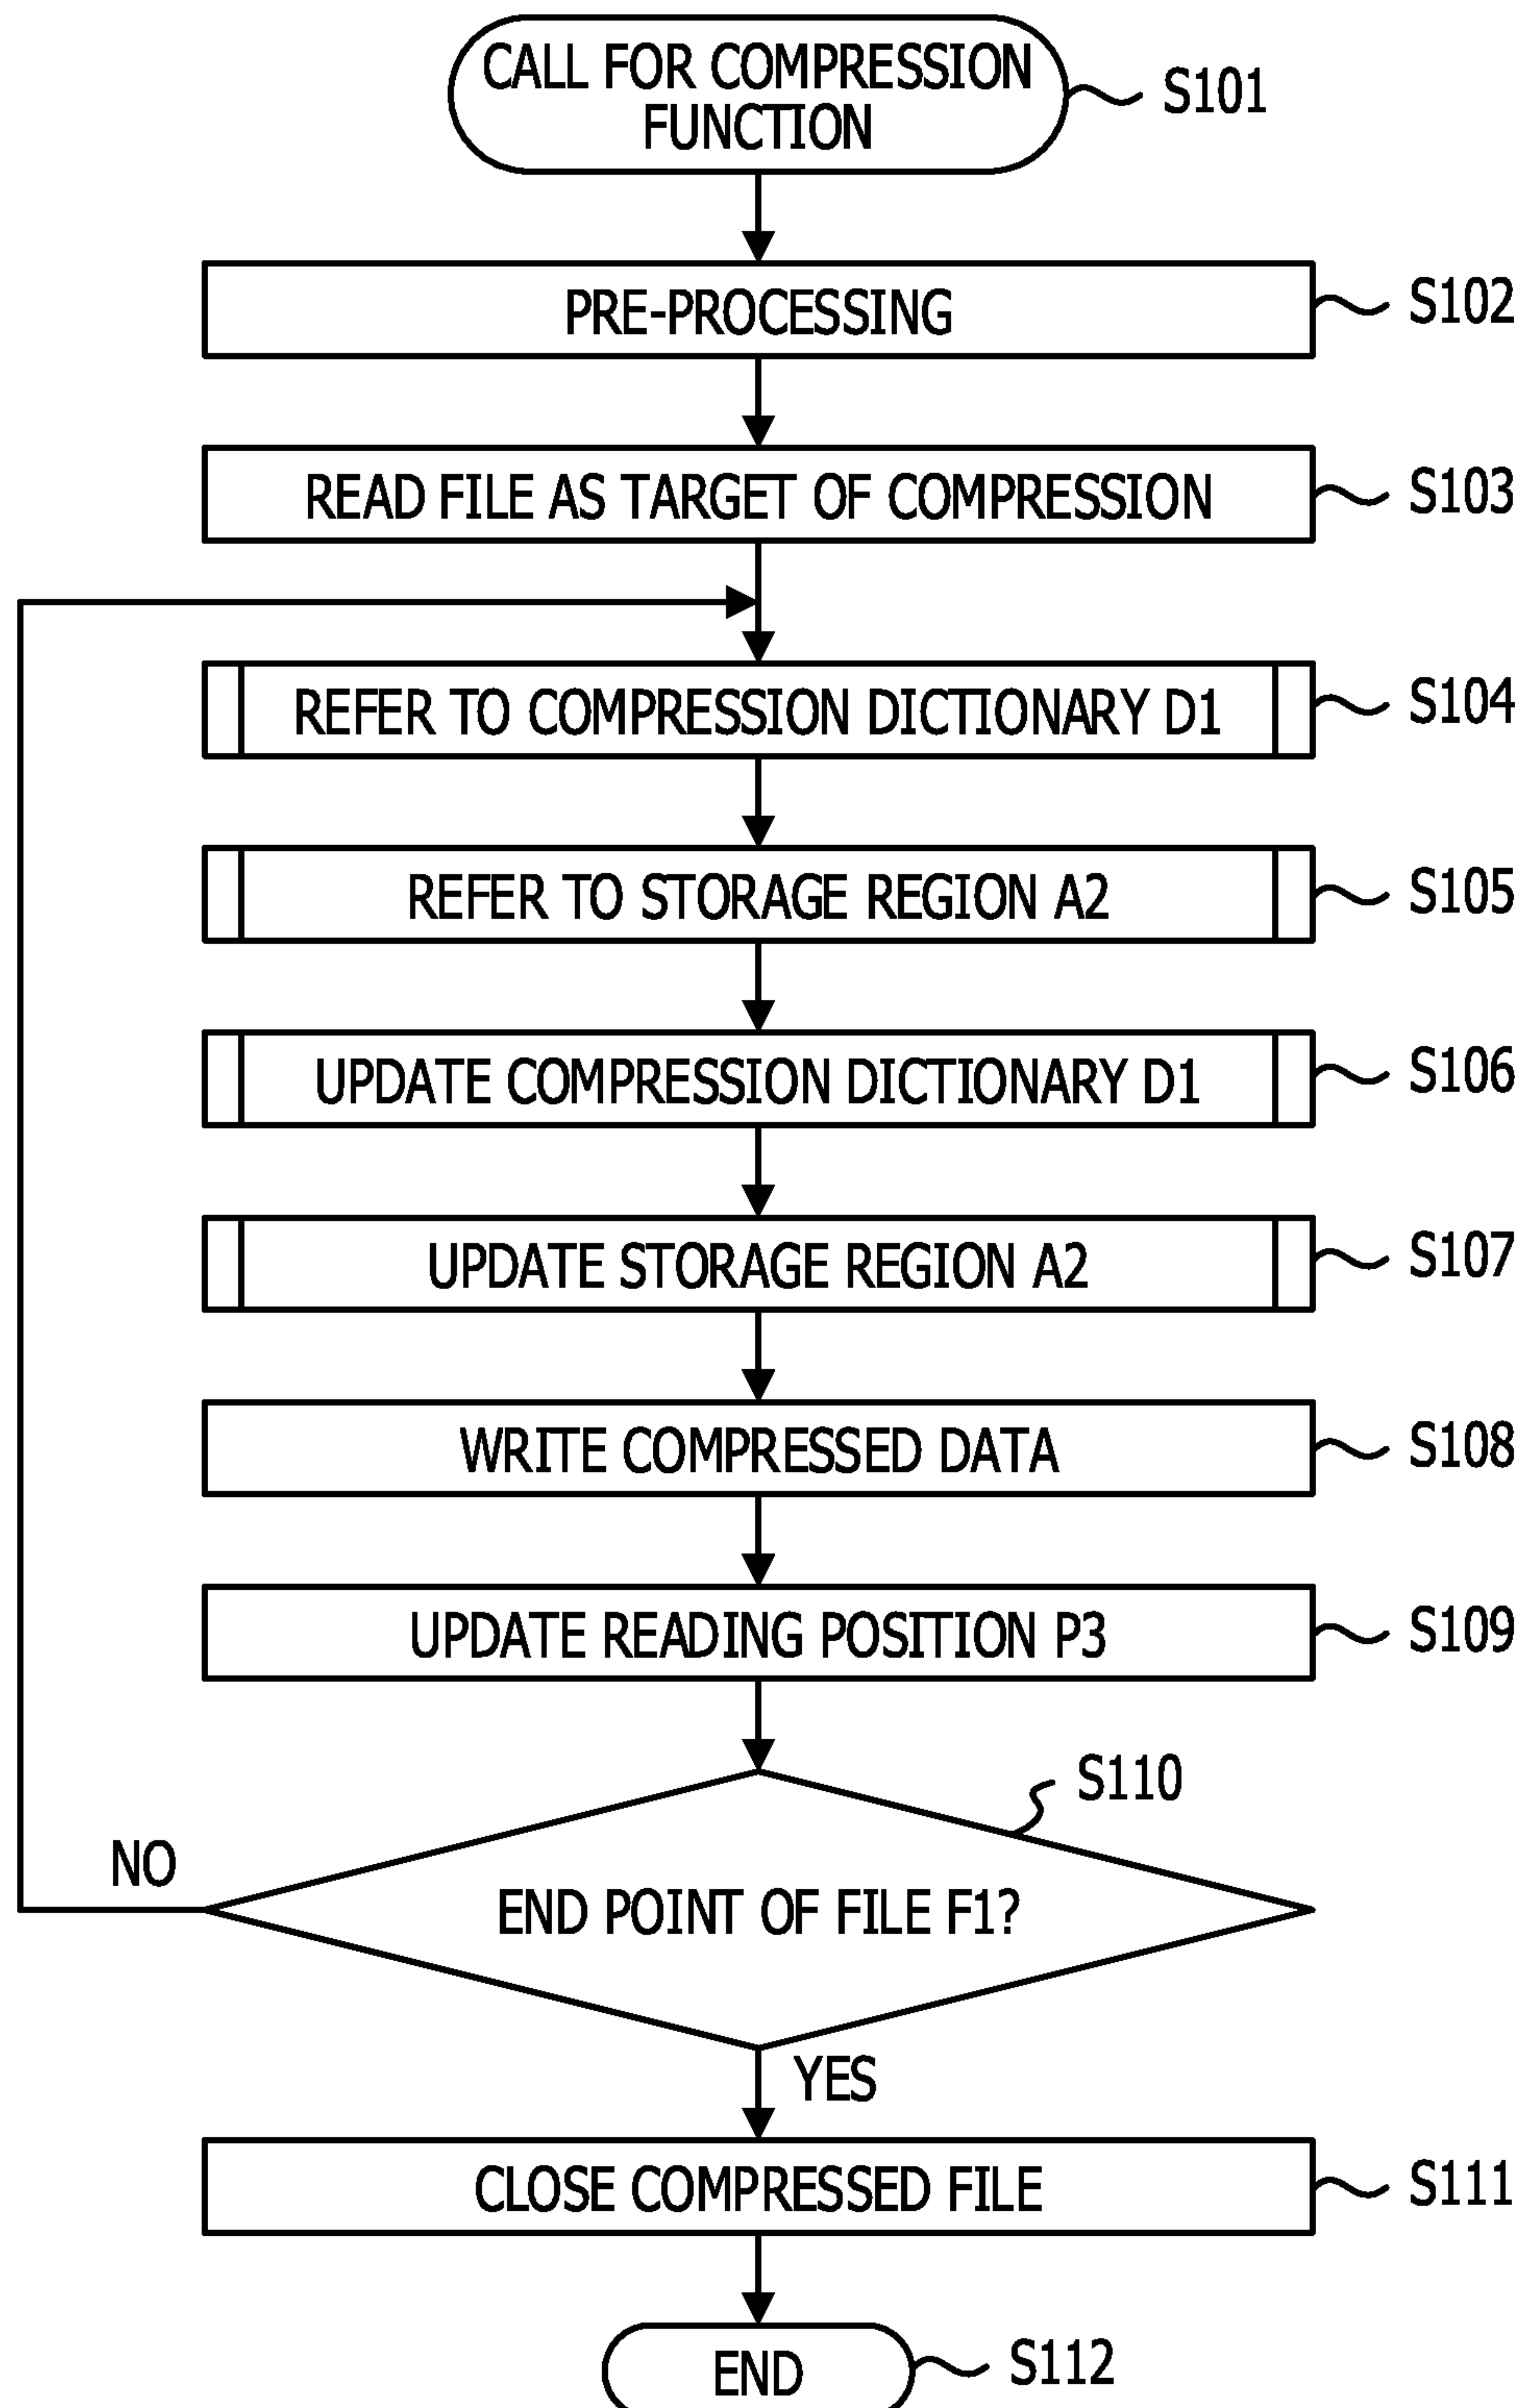 CALL FOR COMPRESSION
FUNCTION
S101
PRE-PROCESSING
S102
READ FILE AS TARGET OF COMPRESSION
S103
REFER TO COMPRESSION DICTIONARY D1
S104
REFER TO STORAGE REGION A2
S105
UPDATE COMPRESSION DICTIONARY D1
S106
UPDATE STORAGE REGION A2
S107
WRITE COMPRESSED DATA
S108
UPDATE READING POSITION P3
S109
S110
NO
END POINT OF FILE F1?
YES
CLOSE COMPRESSED FILE
S111
END
S112